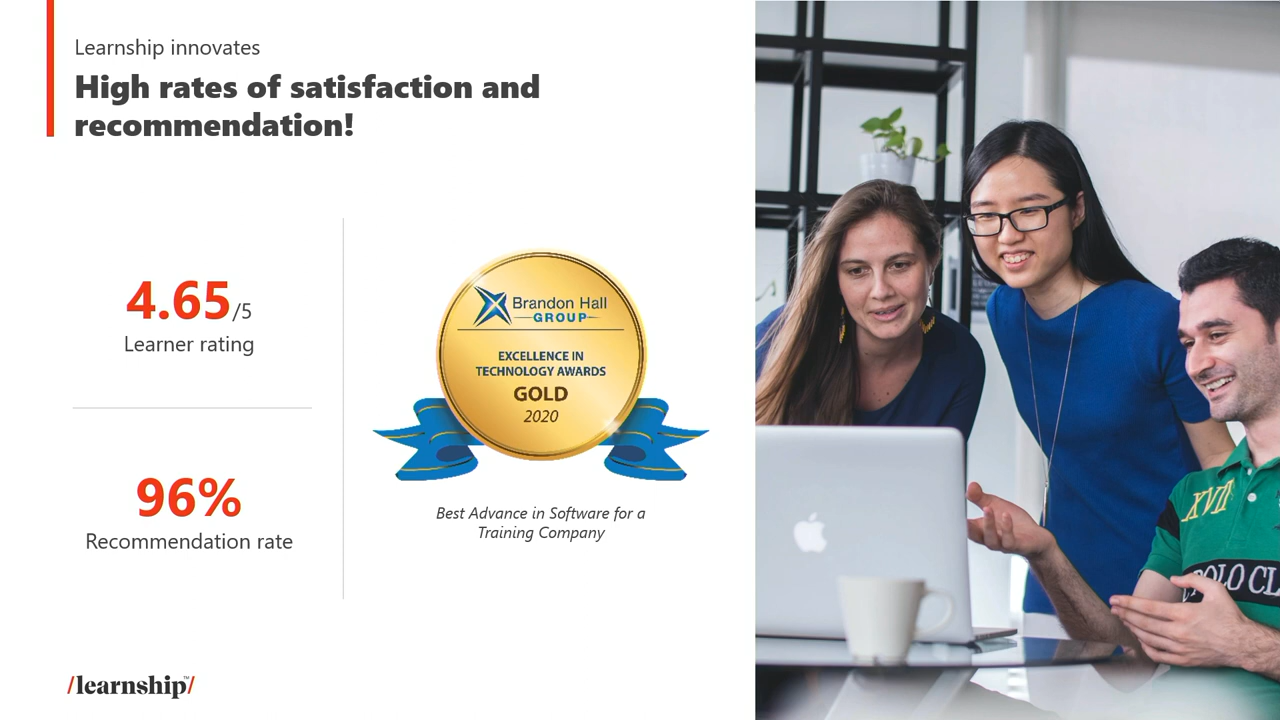 Learnship innovates
High rates of satisfaction and
recommendation!
4.65/5
Learner rating
96%
Recommendation rate
Brandon Hall
GROUP
EXCELLENCE IN
TECHNOLOGY AWARDS
GOLD
2020
Best Advance in Software for a
Training Company
/learnship™/
XVII
POLO CL